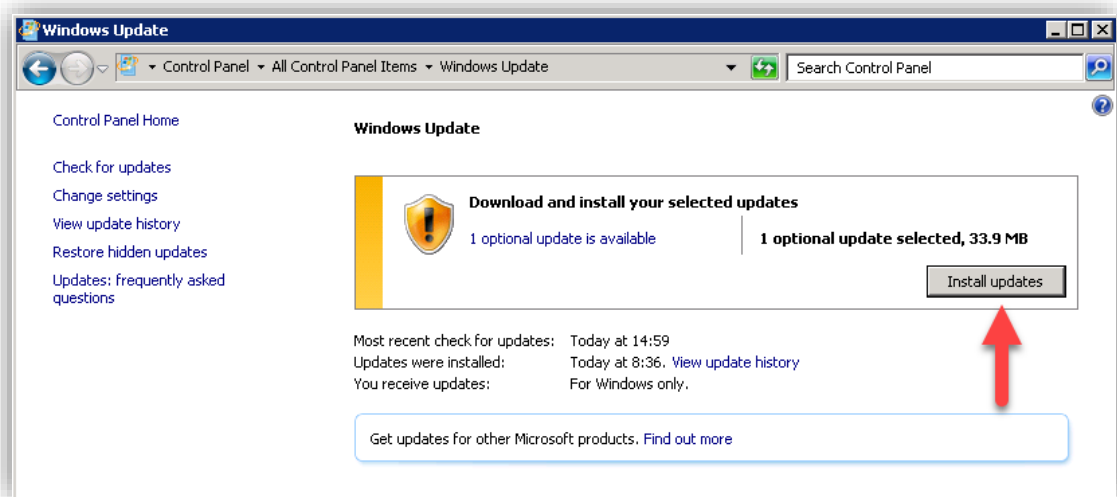 Windows Update
Control Panel All Control Panel Items Windows Update Search Control Panel
Control Panel Home
Check for updates
Change settings
View update history
Restore hidden updates
Updates: frequently asked
questions
Windows Update
Download and install your selected updates
1 optional update is available
1 optional update selected, 33.9 MB
Install updates
Most recent check for updates: Today at 14:59
Updates were installed: Today at 8:36. View update history
You receive updates: For Windows only.
Get updates for other Microsoft products. Find out more